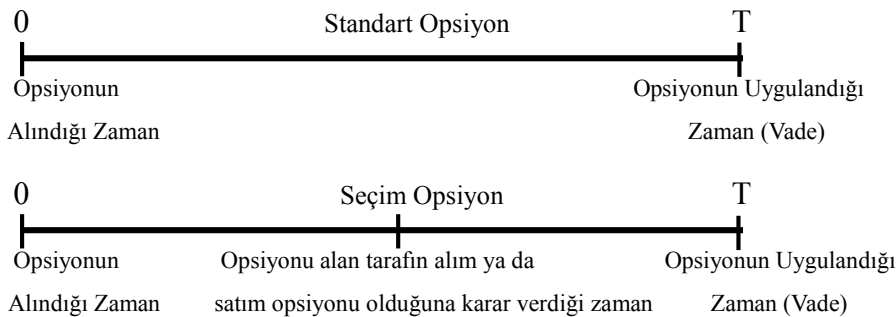 0 Standart Opsiyon T
Opsiyonun Opsiyonun Uygulandığı
Alındığı Zaman Zaman (Vade)
0 Seçim Opsiyon T
Opsiyonun Opsiyonu alan tarafın alım ya da Opsiyonun Uygulandığı
Alındığı Zaman satım opsiyonu olduğuna karar verdiği zaman Zaman (Vade)